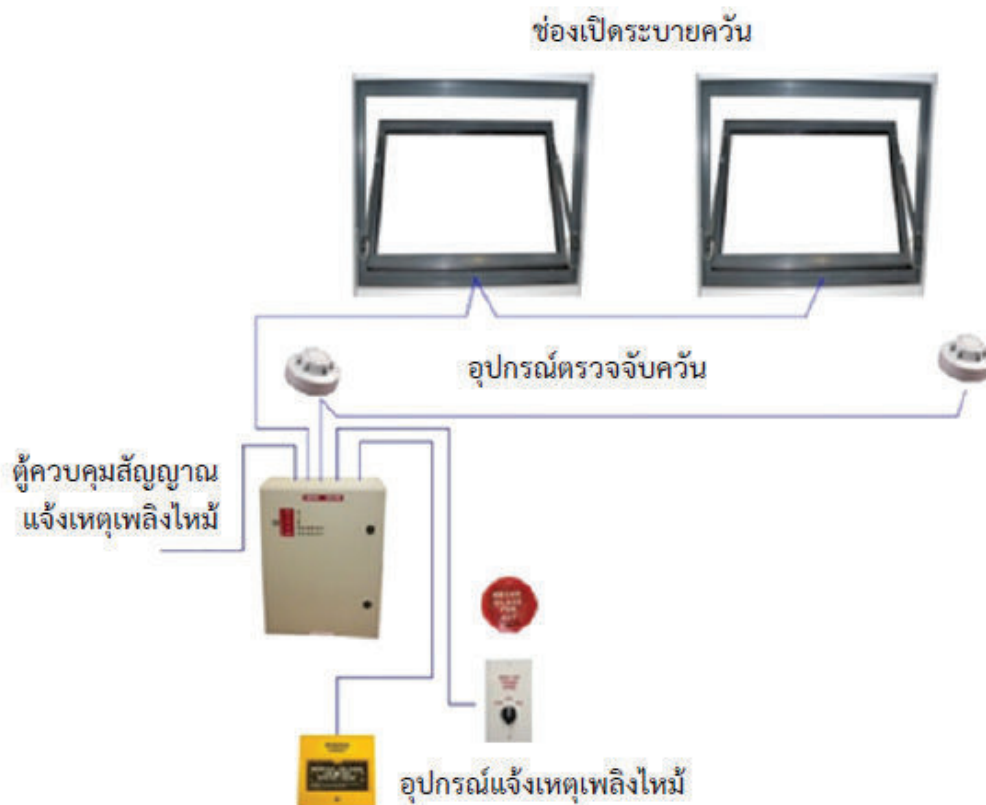 ช่องเปิดระบายควัน
อุปกรณ์ตรวจจับควัน
ตู้ควบคุมสัญญาณ
แจ้งเหตุเพลิงไหม้
อุปกรณ์แจ้งเหตุเพลิงไหม้